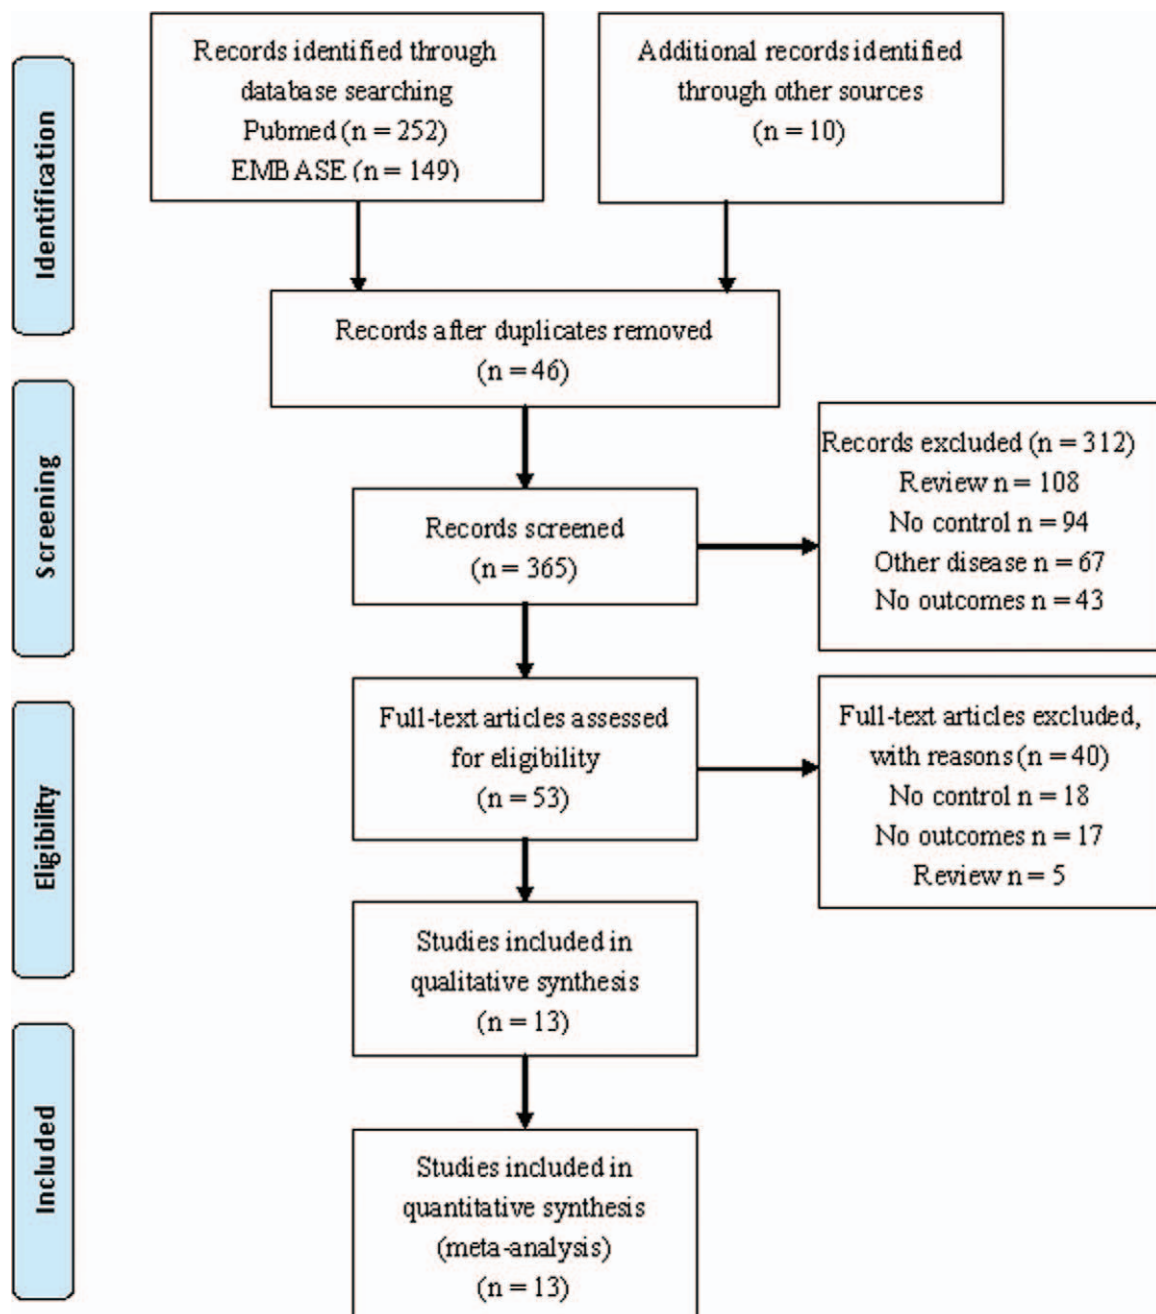 Identification
Records identified through
database searching
Pubmed (n = 252)
EMBASE (n = 149)
Additional records identified
through other sources
(n = 10)
Records after duplicates removed
(n = 46)
Screening
Records screened
(n = 365)
Records excluded (n = 312)
Review n = 108
No control n = 94
Other disease n = 67
No outcomes n = 43
Eligibility
Full-text articles assessed
for eligibility
(n = 53)
Full-text articles excluded,
with reasons (n = 40)
No control n = 18
No outcomes n = 17
Review n = 5
Studies included in
qualitative synthesis
(n = 13)
Included
Studies included in
quantitative synthesis
(meta-analysis)
(n = 13)